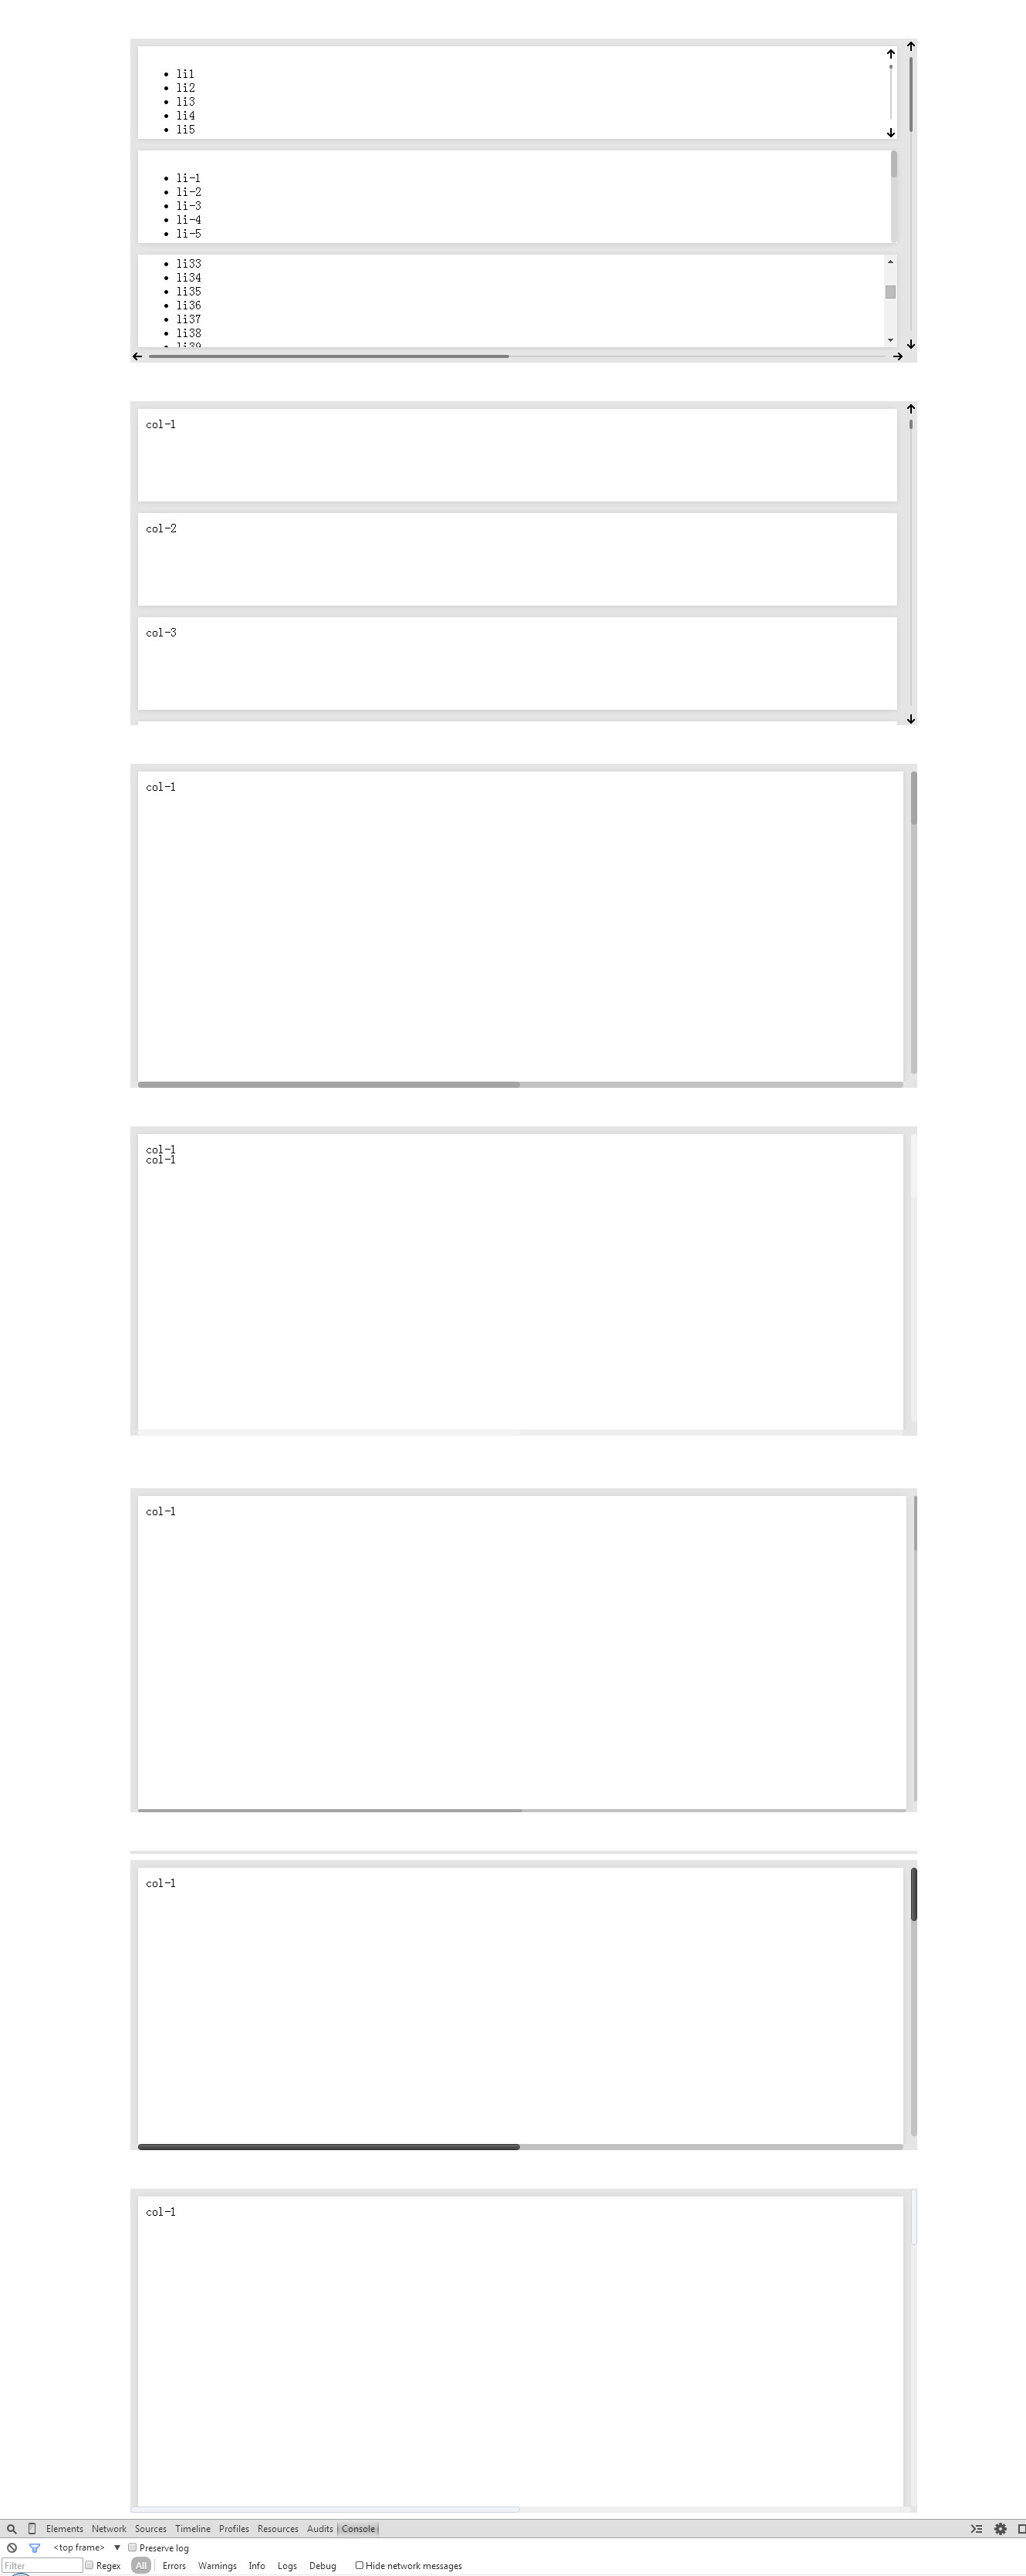 li1
li2
li3
li4
li5
li-1
li-2
li-3
li-4
li-5
li33
li34
li35
li36
li37
li38
li39
col-1
col-2
col-3
col-1
col-1
col-1
col-1
col-1
col-1
Elements Network Sources Timeline Profiles Resources Audits Console
<top frame> Preserve log
Filter Regex All Errors Warnings Info Logs Debug Hide network messages